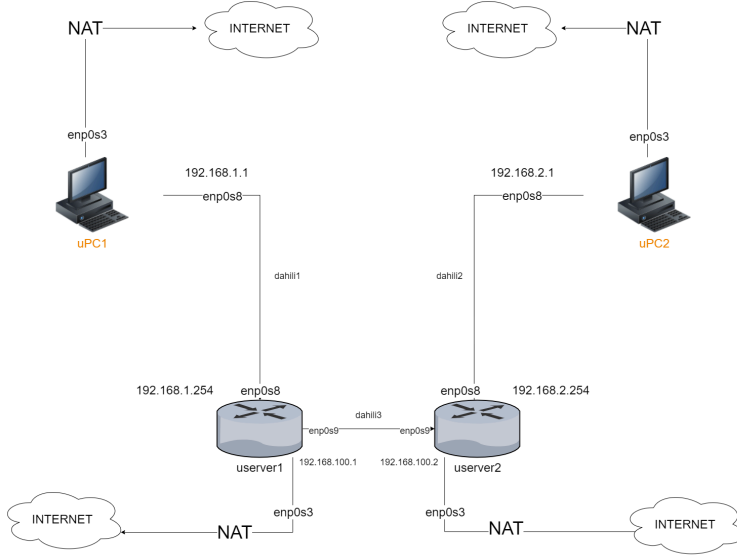 NAT
INTERNET
INTERNET
NAT
enp0s3
enp0s3
192.168.1.1
192.168.2.1
enp0s8
enp0s8
uPC1
uPC2
dahili1
dahili2
192.168.1.254
enp0s8
enp0s8
192.168.2.254
dahili3
enp0s9
enp0s9
192.168.100.1
192.168.100.2
userver1
userver2
enp0s3
enp0s3
INTERNET
NAT
NAT
INTERNET